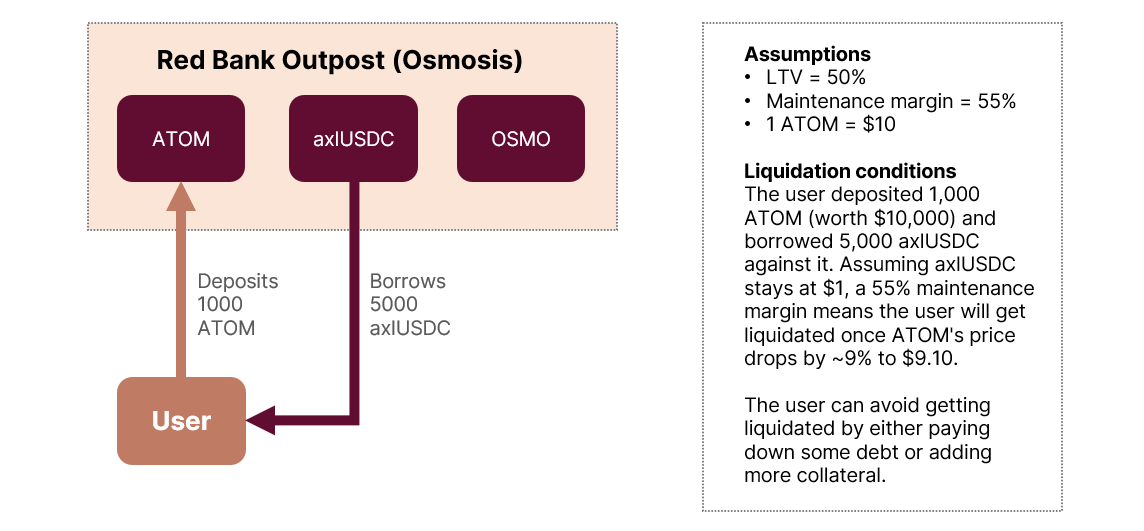 Red Bank Outpost (Osmosis)
ATOM
axlUSDC
OSMO
Deposits
1000
ATOM
Borrows
5000
axlUSDC
User
Assumptions
• LTV = 50%
• Maintenance margin = 55%
• 1 ATOM = $10
Liquidation conditions
The user deposited 1,000
ATOM (worth $10,000) and
borrowed 5,000 axlUSDC
against it. Assuming axlUSDC
stays at $1, a 55% maintenance
margin means the user will get
liquidated once ATOM's price
drops by ~9% to $9.10.
The user can avoid getting
liquidated by either paying
down some debt or adding
more collateral.